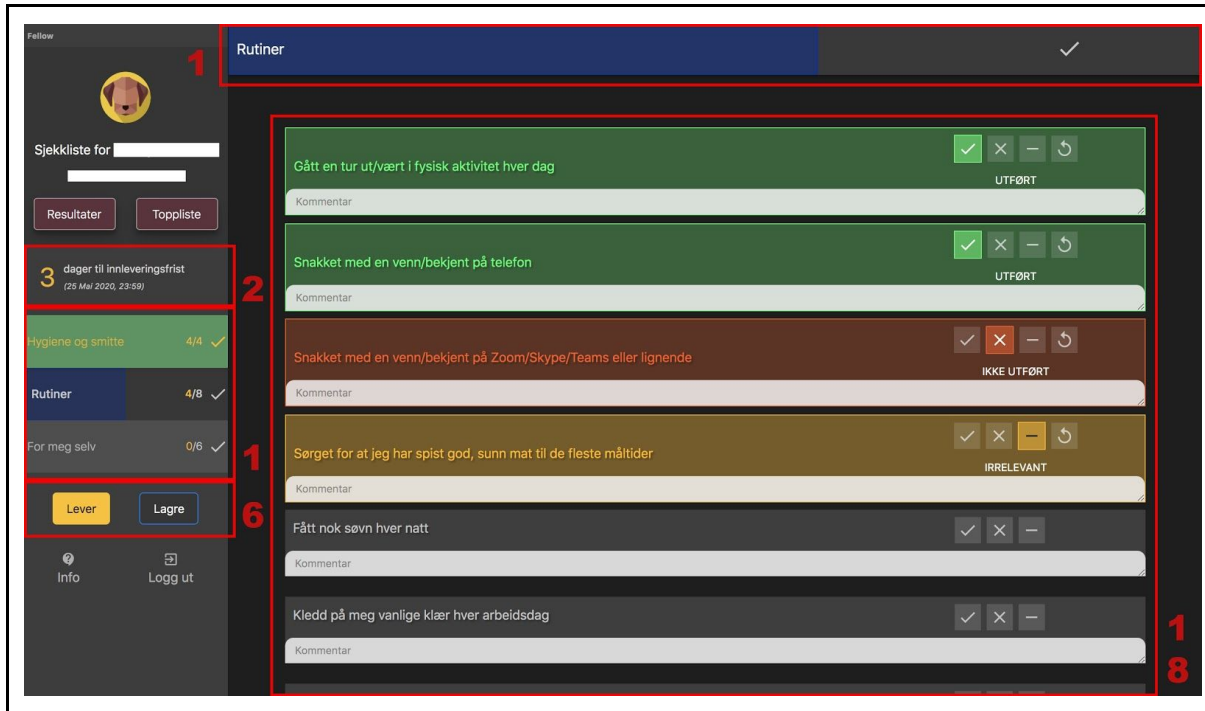 Fellow
Sjekkliste for
Resultater
Toppliste
3 dager til innleveringsfrist
(25 Mai 2020, 23:59)
Hygiene og smitte 4/4
Rutiner 4/8
For meg selv 0/6
Lever
Lagre
Info
Logg ut
1
2
1
6
Rutiner
Gått en tur ut/vært i fysisk aktivitet hver dag
UTFØRT
Kommentar
Snakket med en venn/bekjent på telefon
UTFØRT
Kommentar
Snakket med en venn/bekjent på Zoom/Skype/Teams eller lignende
IKKE UTFØRT
Kommentar
Sørget for at jeg har spist god, sunn mat til de fleste måltider
IRRELEVANT
Kommentar
Fått nok søvn hver natt
Kommentar
Kledd på meg vanlige klær hver arbeidsdag
Kommentar
1
8